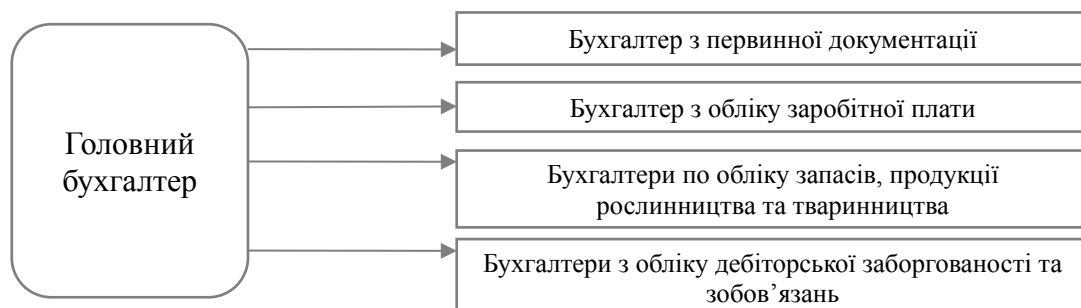 Головний
бухгалтер
Бухгалтер з первинної документації
Бухгалтер з обліку заробітної плати
Бухгалтери по обліку запасів, продукції
рослинництва та тваринництва
Бухгалтери з обліку дебіторської заборгованості та
зобов’язань